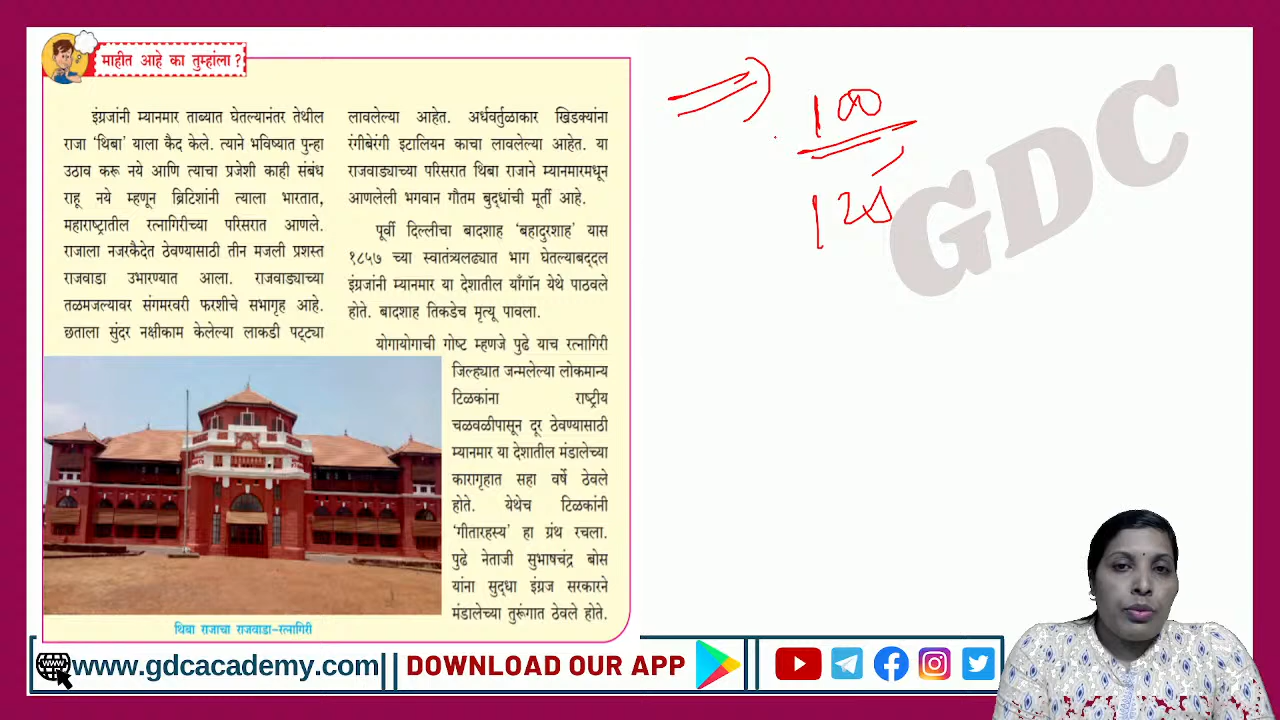 माहीत आहे का तुम्हांला ?
इंग्रजांनी म्यानमार ताब्यात घेतल्यानंतर तेथील
राजा ‘थिबा’ याला कैद केले. त्याने भविष्यात पुन्हा
उठाव करू नये आणि त्याचा प्रजेशी काही संबंध
राहू नये म्हणून ब्रिटिशांनी त्याला भारतात,
महाराष्ट्रातील रत्नागिरीच्या परिसरात आणले.
राजाला नजरकैदेत ठेवण्यासाठी तीन मजली प्रशस्त
राजवाडा उभारण्यात आला. राजवाड्याच्या
तळमजल्यावर संगमरवरी फरशीचे सभागृह आहे.
छताला सुंदर नक्षीकाम केलेल्या लाकडी पट्ट्या
लावलेल्या आहेत. अर्धवर्तुळाकार खिडक्यांना
रंगीबेरंगी इटालियन काचा लावलेल्या आहेत. या
राजवाड्याच्या परिसरात थिबा राजाने म्यानमारमधून
आणलेली भगवान गौतम बुद्धांची मूर्ती आहे.
पूर्वी दिल्लीचा बादशाह ‘बहादुरशाह’ यास
१८५७ च्या स्वातंत्र्यलढ्यात भाग घेतल्याबद्दल
इंग्रजांनी म्यानमार या देशातील याँगॉन येथे पाठवले
होते. बादशाह तिकडेच मृत्यू पावला.
योगायोगाची गोष्ट म्हणजे पुढे याच रत्नागिरी
जिल्ह्यात जन्मलेल्या लोकमान्य
टिळकांना राष्ट्रीय
चळवळीपासून दूर ठेवण्यासाठी
म्यानमार या देशातील मंडालेच्या
कारागृहात सहा वर्षे ठेवले
होते. येथेच टिळकांनी
‘गीतारहस्य’ हा ग्रंथ रचला.
पुढे नेताजी सुभाषचंद्र बोस
यांना सुद्धा इंग्रज सरकारने
मंडालेच्या तुरूंगात ठेवले होते.
थिबा राजाचा राजवाडा-रत्नागिरी
100
GDC
www.gdcacademy.com
DOWNLOAD OUR APP